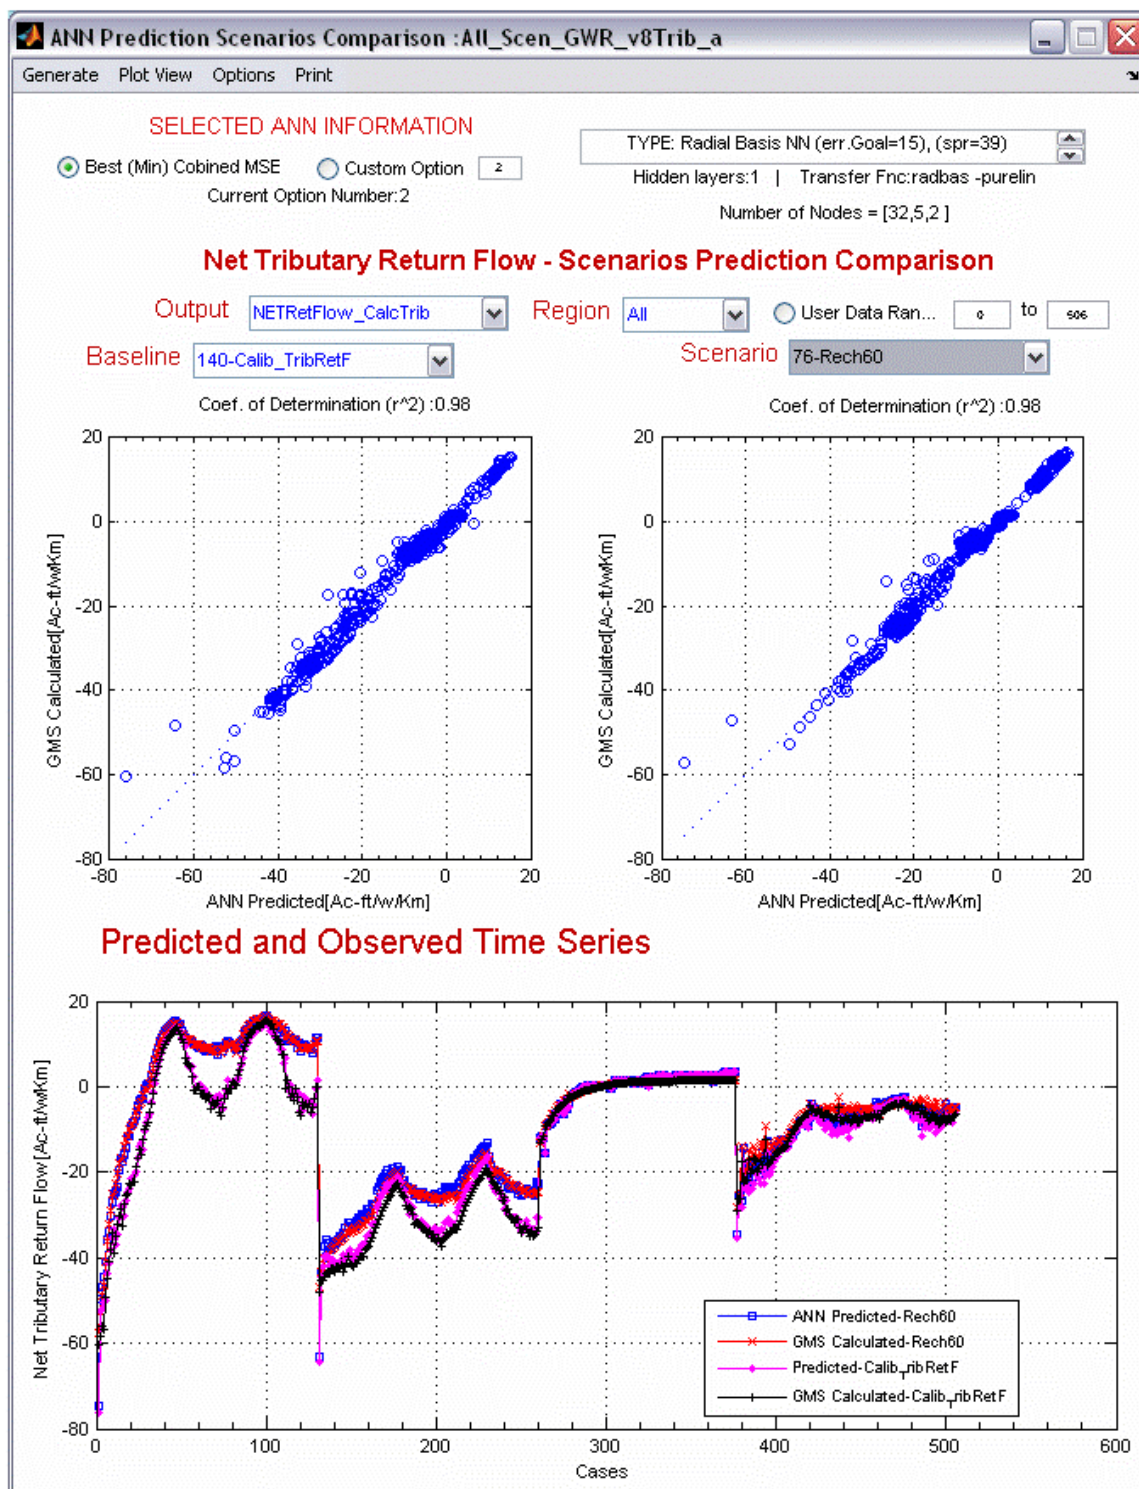 ANN Prediction Scenarios Comparison :All_Scen_GWR_v8Trib_a
Generate Plot View Options Print
SELECTED ANN INFORMATION
Best (Min) Cobined MSE Custom Option 2
Current Option Number:2
TYPE: Radial Basis NN (err.Goal=15), (spr=39)
Hidden layers:1 | Transfer Fnc:radbas -purelin
Number of Nodes = [32,5,2 ]
Net Tributary Return Flow - Scenarios Prediction Comparison
Output NETRetFlow_CalcTrib Region All User Data Ran... 0 to 506
Baseline 140-Calib_TribRetF Scenario 76-Rech60
Coef. of Determination (r^2) :0.98
20
0
-20
-40
-60
-80
GMS Calculated[Ac-ft/w/Km]
-80 -60 -40 -20 0 20
ANN Predicted[Ac-ft/w/Km]
Coef. of Determination (r^2) :0.98
20
0
-20
-40
-60
-80
GMS Calculated[Ac-ft/w/Km]
-80 -60 -40 -20 0 20
ANN Predicted[Ac-ft/w/Km]
Predicted and Observed Time Series
20
0
-20
-40
-60
-80
Net Tributary Return Flow[Ac-ft/w/Km]
ANN Predicted-Rech60
GMS Calculated-Rech60
Predicted-Calib_TribRetF
GMS Calculated-Calib_TribRetF
0 100 200 300 400 500 600
Cases